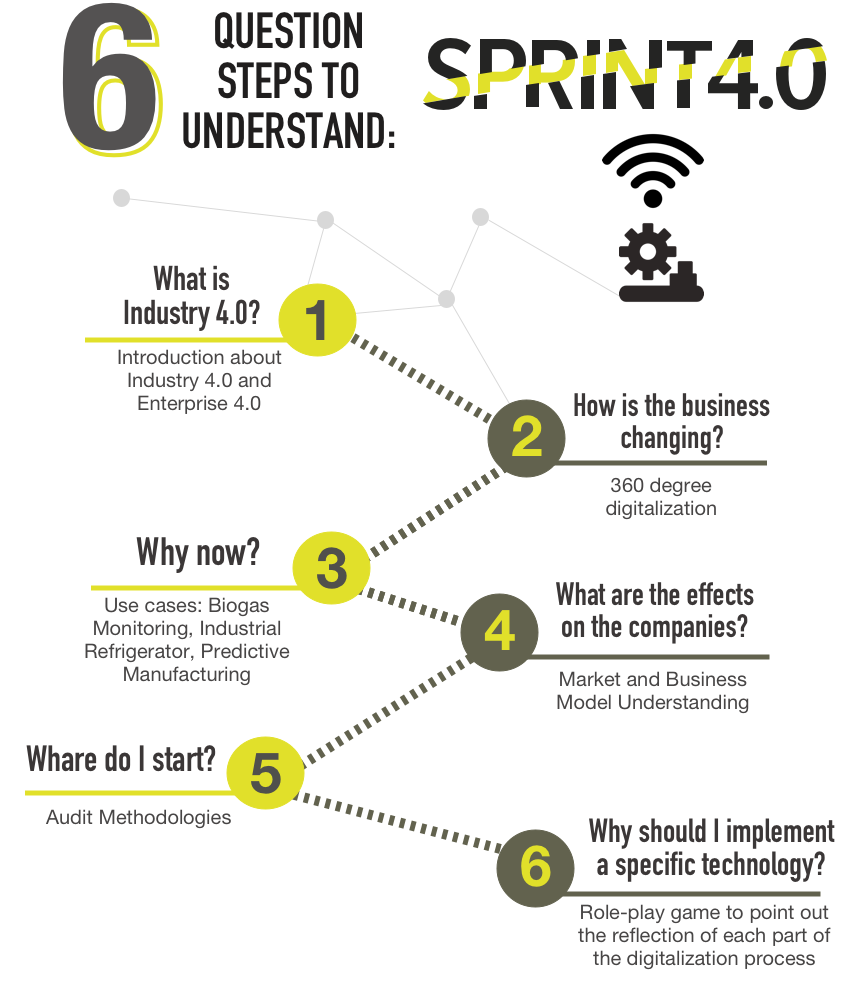 6
QUESTION
STEPS TO
UNDERSTAND:
SPRINT4.0
What is
Industry 4.0?
1
Introduction about
Industry 4.0 and
Enterprise 4.0
2
How is the business
changing?
360 degree
digitalization
Why now?
3
Use cases: Biogas
Monitoring, Industrial
Refrigerator, Predictive
Manufacturing
4
What are the effects
on the companies?
Market and Business
Model Understanding
Whare do I start?
5
Audit Methodologies
6
Why should I implement
a specific technology?
Role-play game to point out
the reflection of each part of
the digitalization process